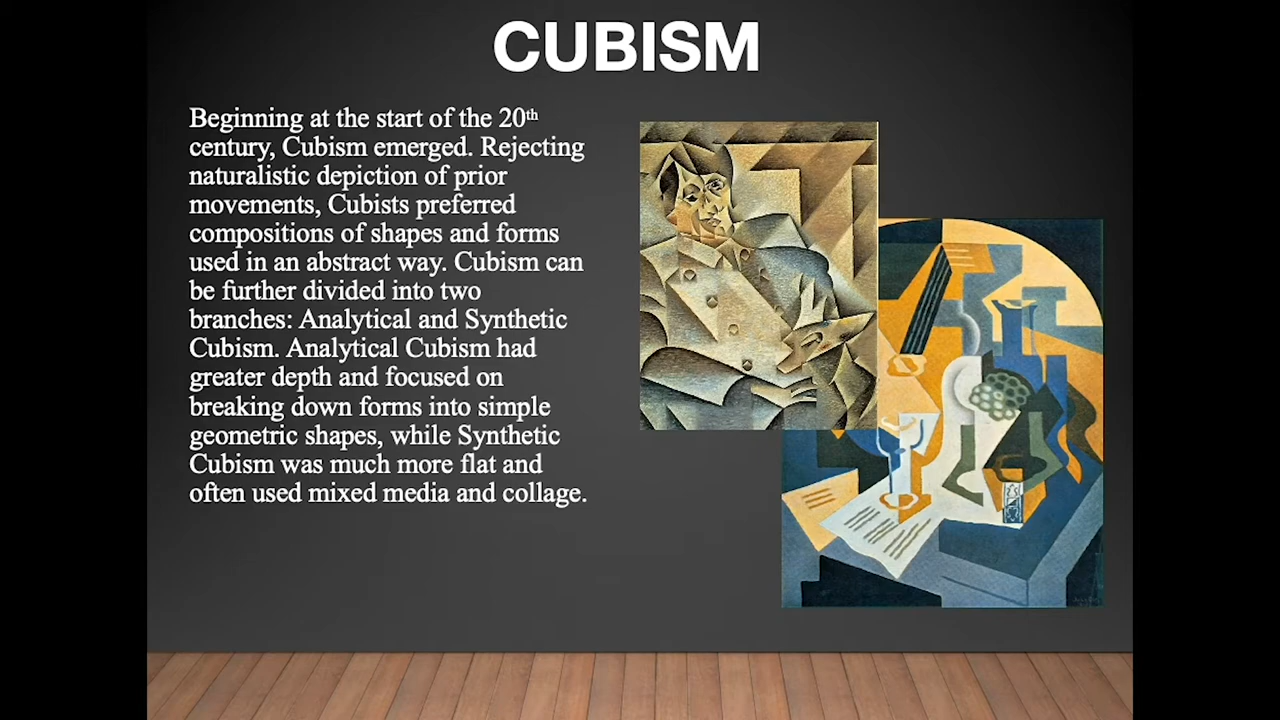 CUBISM
Beginning at the start of the 20th
century, Cubism emerged. Rejecting
naturalistic depiction of prior
movements, Cubists preferred
compositions of shapes and forms
used in an abstract way. Cubism can
be further divided into two
branches: Analytical and Synthetic
Cubism. Analytical Cubism had
greater depth and focused on
breaking down forms into simple
geometric shapes, while Synthetic
Cubism was much more flat and
often used mixed media and collage.